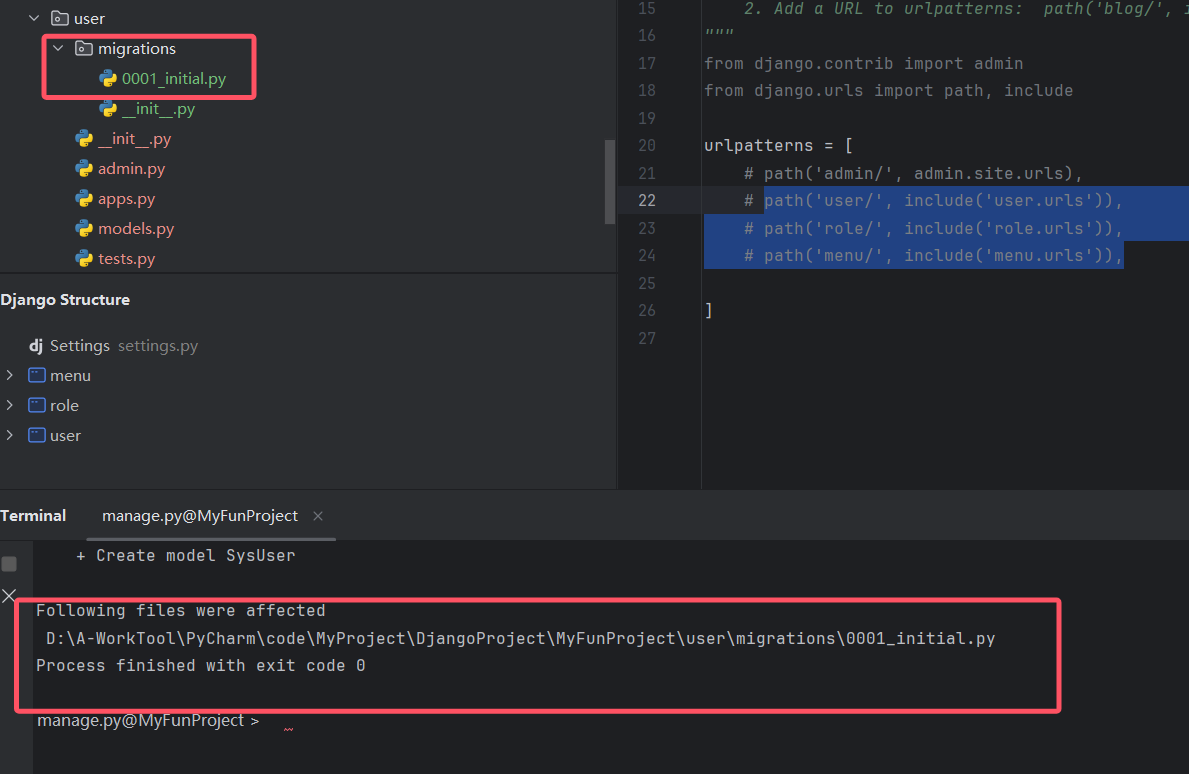 user
migrations
0001_initial.py
__init__.py
__init__.py
admin.py
apps.py
models.py
tests.py
Django Structure
dj Settings settings.py
menu
role
user
15 2. Add a URL to urlpatterns:  path('blog/', i
16 """
17 from django.contrib import admin
18 from django.urls import path, include
19
20 urlpatterns = [
21     # path('admin/', admin.site.urls),
22     # path('user/', include('user.urls')),
23     # path('role/', include('role.urls')),
24     # path('menu/', include('menu.urls')),
25
26 ]
27
Terminal manage.py@MyFunProject ×
+ Create model SysUser
Following files were affected
D:\A-WorkTool\PyCharm\code\MyProject\DjangoProject\MyFunProject\user\migrations\0001_initial.py
Process finished with exit code 0
manage.py@MyFunProject >